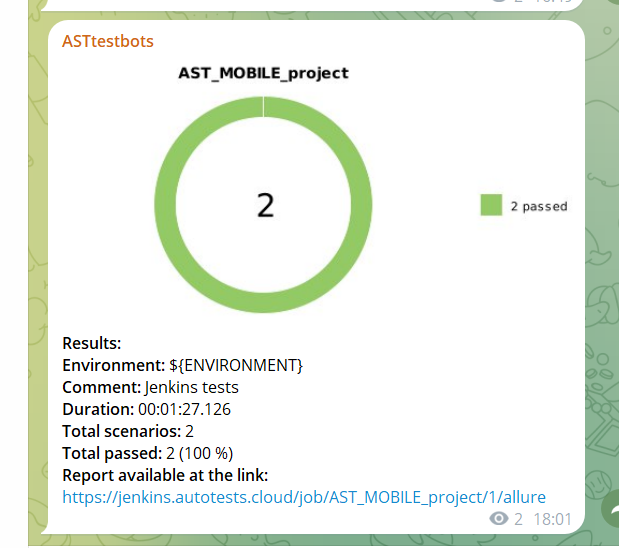 ASTtestbots
AST_MOBILE_project
2
2 passed
Results:
Environment: ${ENVIRONMENT}
Comment: Jenkins tests
Duration: 00:01:27.126
Total scenarios: 2
Total passed: 2 (100 %)
Report available at the link:
https://jenkins.autotests.cloud/job/AST_MOBILE_project/1/allure
2 18:01